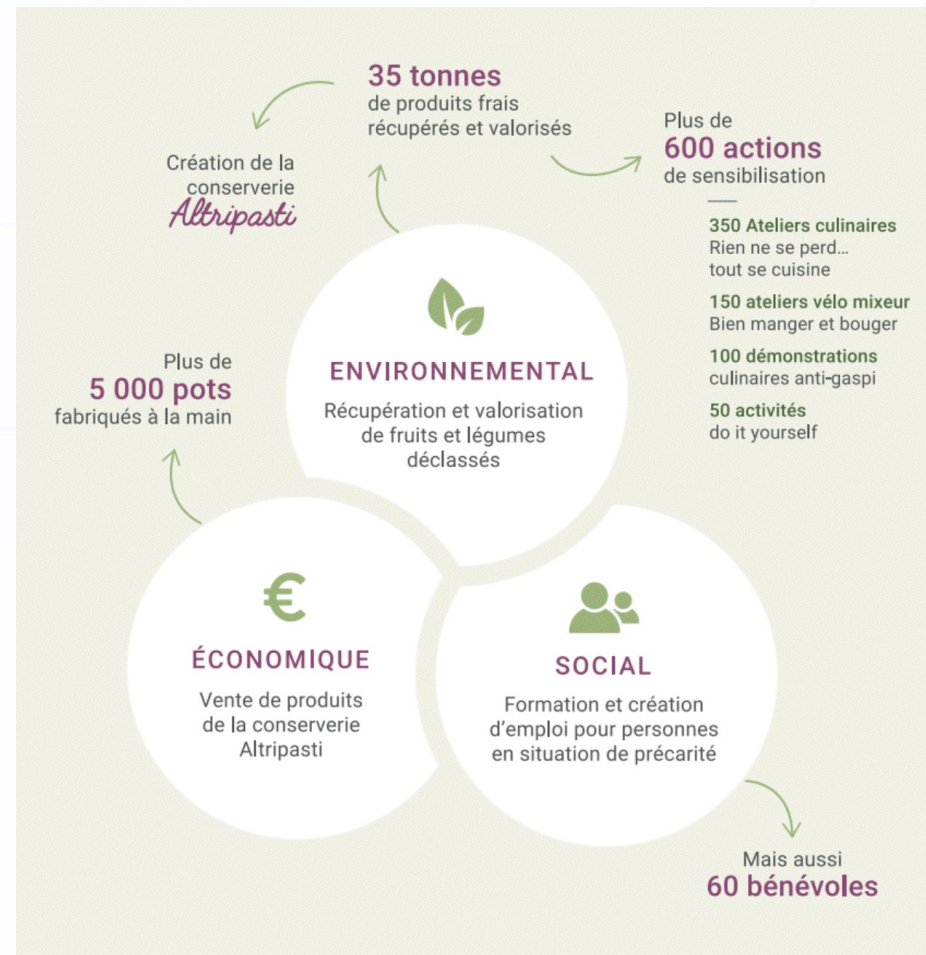 35 tonnes
de produits frais
récupérés et valorisés
Création de la
conserverie
Altripasti
Plus de
600 actions
de sensibilisation
350 Ateliers culinaires
Rien ne se perd...
tout se cuisine
150 ateliers vélo mixeur
Bien manger et bouger
100 démonstrations
culinaires anti-gaspi
50 activités
do it yourself
ENVIRONNEMENTAL
Récupération et valorisation
de fruits et légumes
déclassés
Plus de
5 000 pots
fabriqués à la main
€
ÉCONOMIQUE
Vente de produits
de la conserverie
Altripasti
SOCIAL
Formation et création
d'emploi pour personnes
en situation de précarité
Mais aussi
60 bénévoles